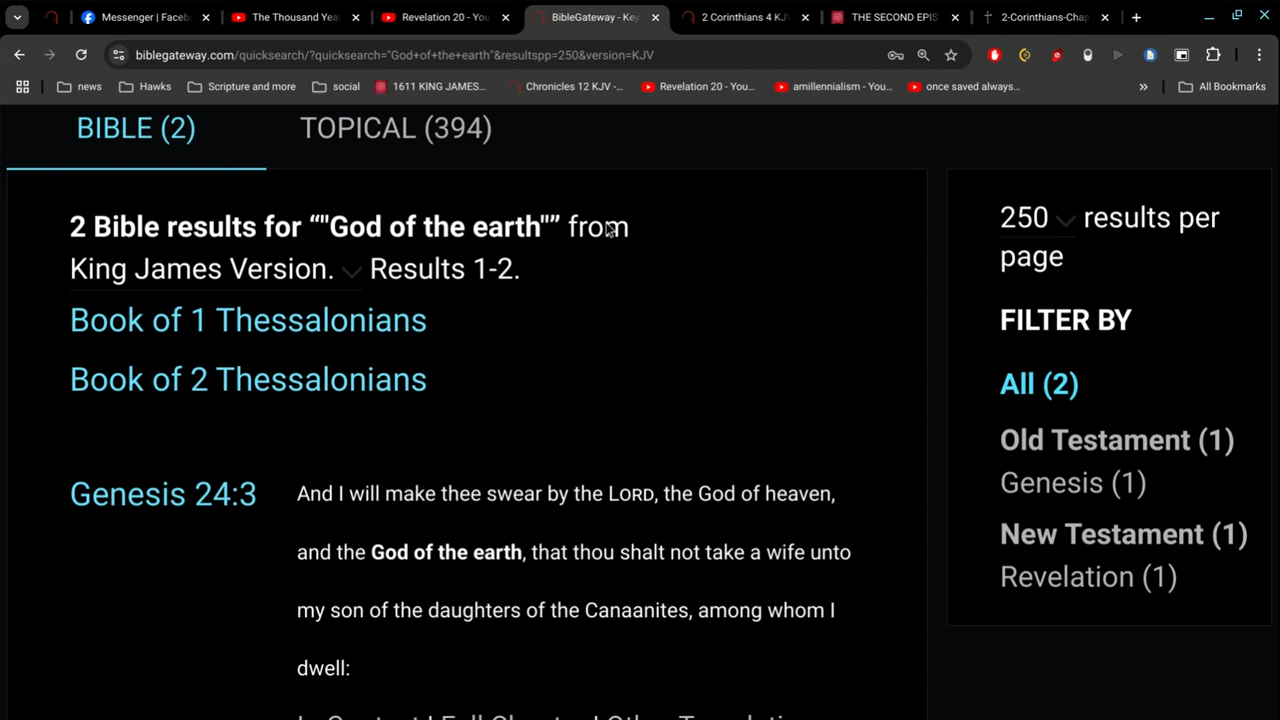 Messenger | Faceb
The Thousand Yea
Revelation 20 - You
BibleGateway - Key
2 Corinthians 4 KJV
THE SECOND EPIS
2-Corinthians-Chap
biblegateway.com/quicksearch/?quicksearch="God+of+the+earth"&resultspp=250&version=KJV
news
Hawks
Scripture and more
social
1611 KING JAMES...
Chronicles 12 KJV -...
Revelation 20 - You...
amillennialism - You...
once saved always...
»
All Bookmarks
BIBLE (2)
TOPICAL (394)
2 Bible results for “"God of the earth"” from
King James Version. Results 1-2.
Book of 1 Thessalonians
Book of 2 Thessalonians
Genesis 24:3
And I will make thee swear by the LORD, the God of heaven,
and the God of the earth, that thou shalt not take a wife unto
my son of the daughters of the Canaanites, among whom I
dwell:
250 results per
page
FILTER BY
All (2)
Old Testament (1)
Genesis (1)
New Testament (1)
Revelation (1)